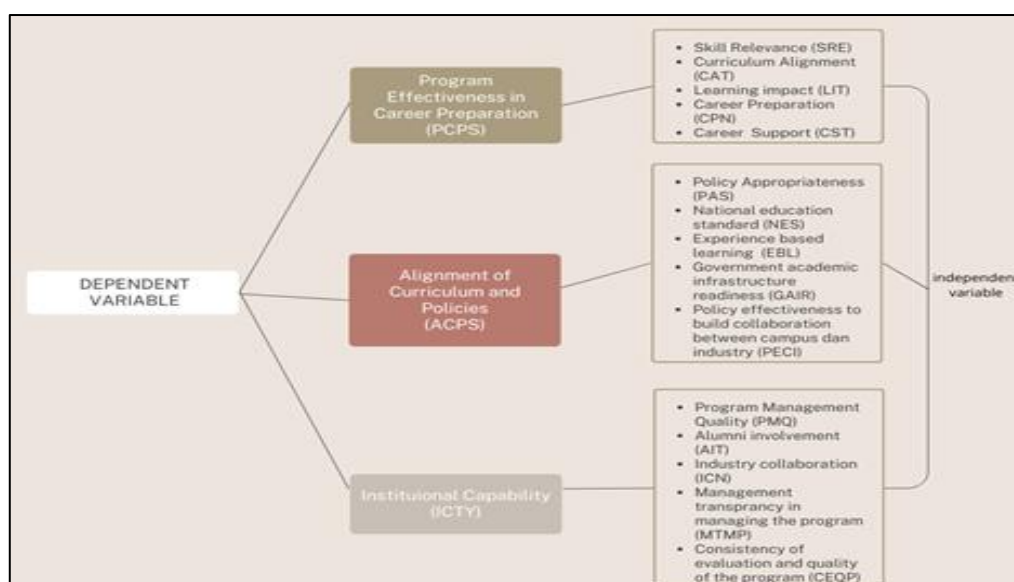 DEPENDENT
VARIABLE
Program
Effectiveness in
Career Preparation
(PCPS)
• Skill Relevance (SRE)
• Curriculum Alignment
(CAT)
• Learning impact (LIT)
• Career Preparation
(CPN)
• Career Support (CST)
Alignment of
Curriculum and
Policies
(ACPS)
• Policy Appropriateness
(PAS)
• National education
standard (NES)
• Experience based
learning (EBL)
• Government academic
infrastructure
readiness (GAIR)
• Policy effectiveness to
build collaboration
between campus dan
industry (PECI)
Instituional Capability
(ICTY)
• Program Management
Quality (PMQ)
• Alumni involvement
(AIT)
• Industry collaboration
(ICN)
• Management
transprancy in
managing the program
(MTMP)
• Consistency of
evaluation and quality
of the program (CEQP)
independen
variable